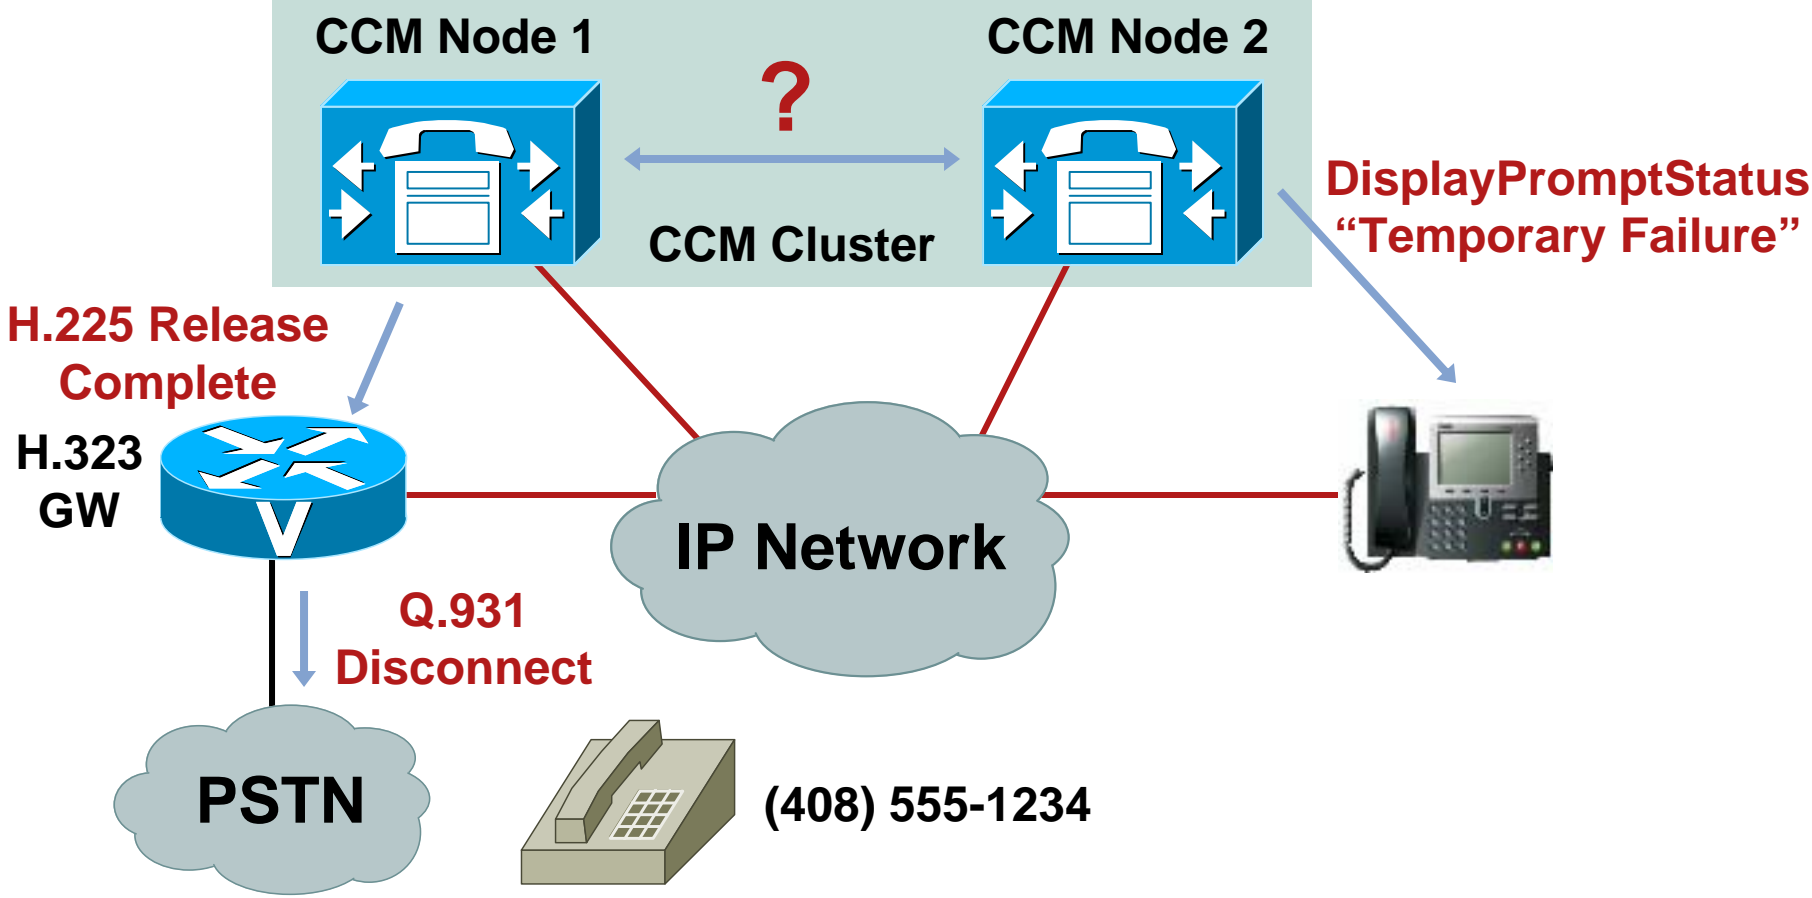 CCM Node 1
CCM Node 2
?
DisplayPromptStatus
“Temporary Failure”
CCM Cluster
H.225 Release
Complete
H.323
GW
V
IP Network
Q.931
Disconnect
PSTN
(408) 555-1234